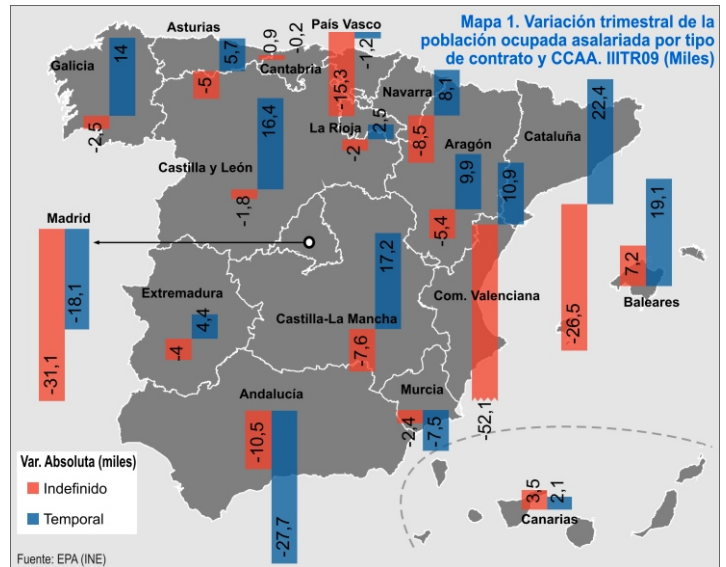 Mapa 1. Variación trimestral de la
población ocupada asalariada por tipo
de contrato y CCAA. IIITR09 (Miles)
Asturias
-5
5,7
-0,9
-0,2
Cantabria
País Vasco
-15,3
-1,2
Galicia
-2,5
14
Navarra
-8,5
8,1
La Rioja
-2
2,5
Castilla y León
-1,8
16,4
Aragón
-5,4
9,9
Cataluña
-26,5
22,4
10,9
Com. Valenciana
-52,1
7,2
19,1
Baleares
Madrid
-31,1
-18,1
Extremadura
-4
4,4
17,2
Castilla-La Mancha
-7,6
Andalucía
-10,5
-27,7
Murcia
-2,4
-7,5
3,5
2,1
Canarias
Var. Absoluta (miles)
Indefinido
Temporal
Fuente: EPA (INE)